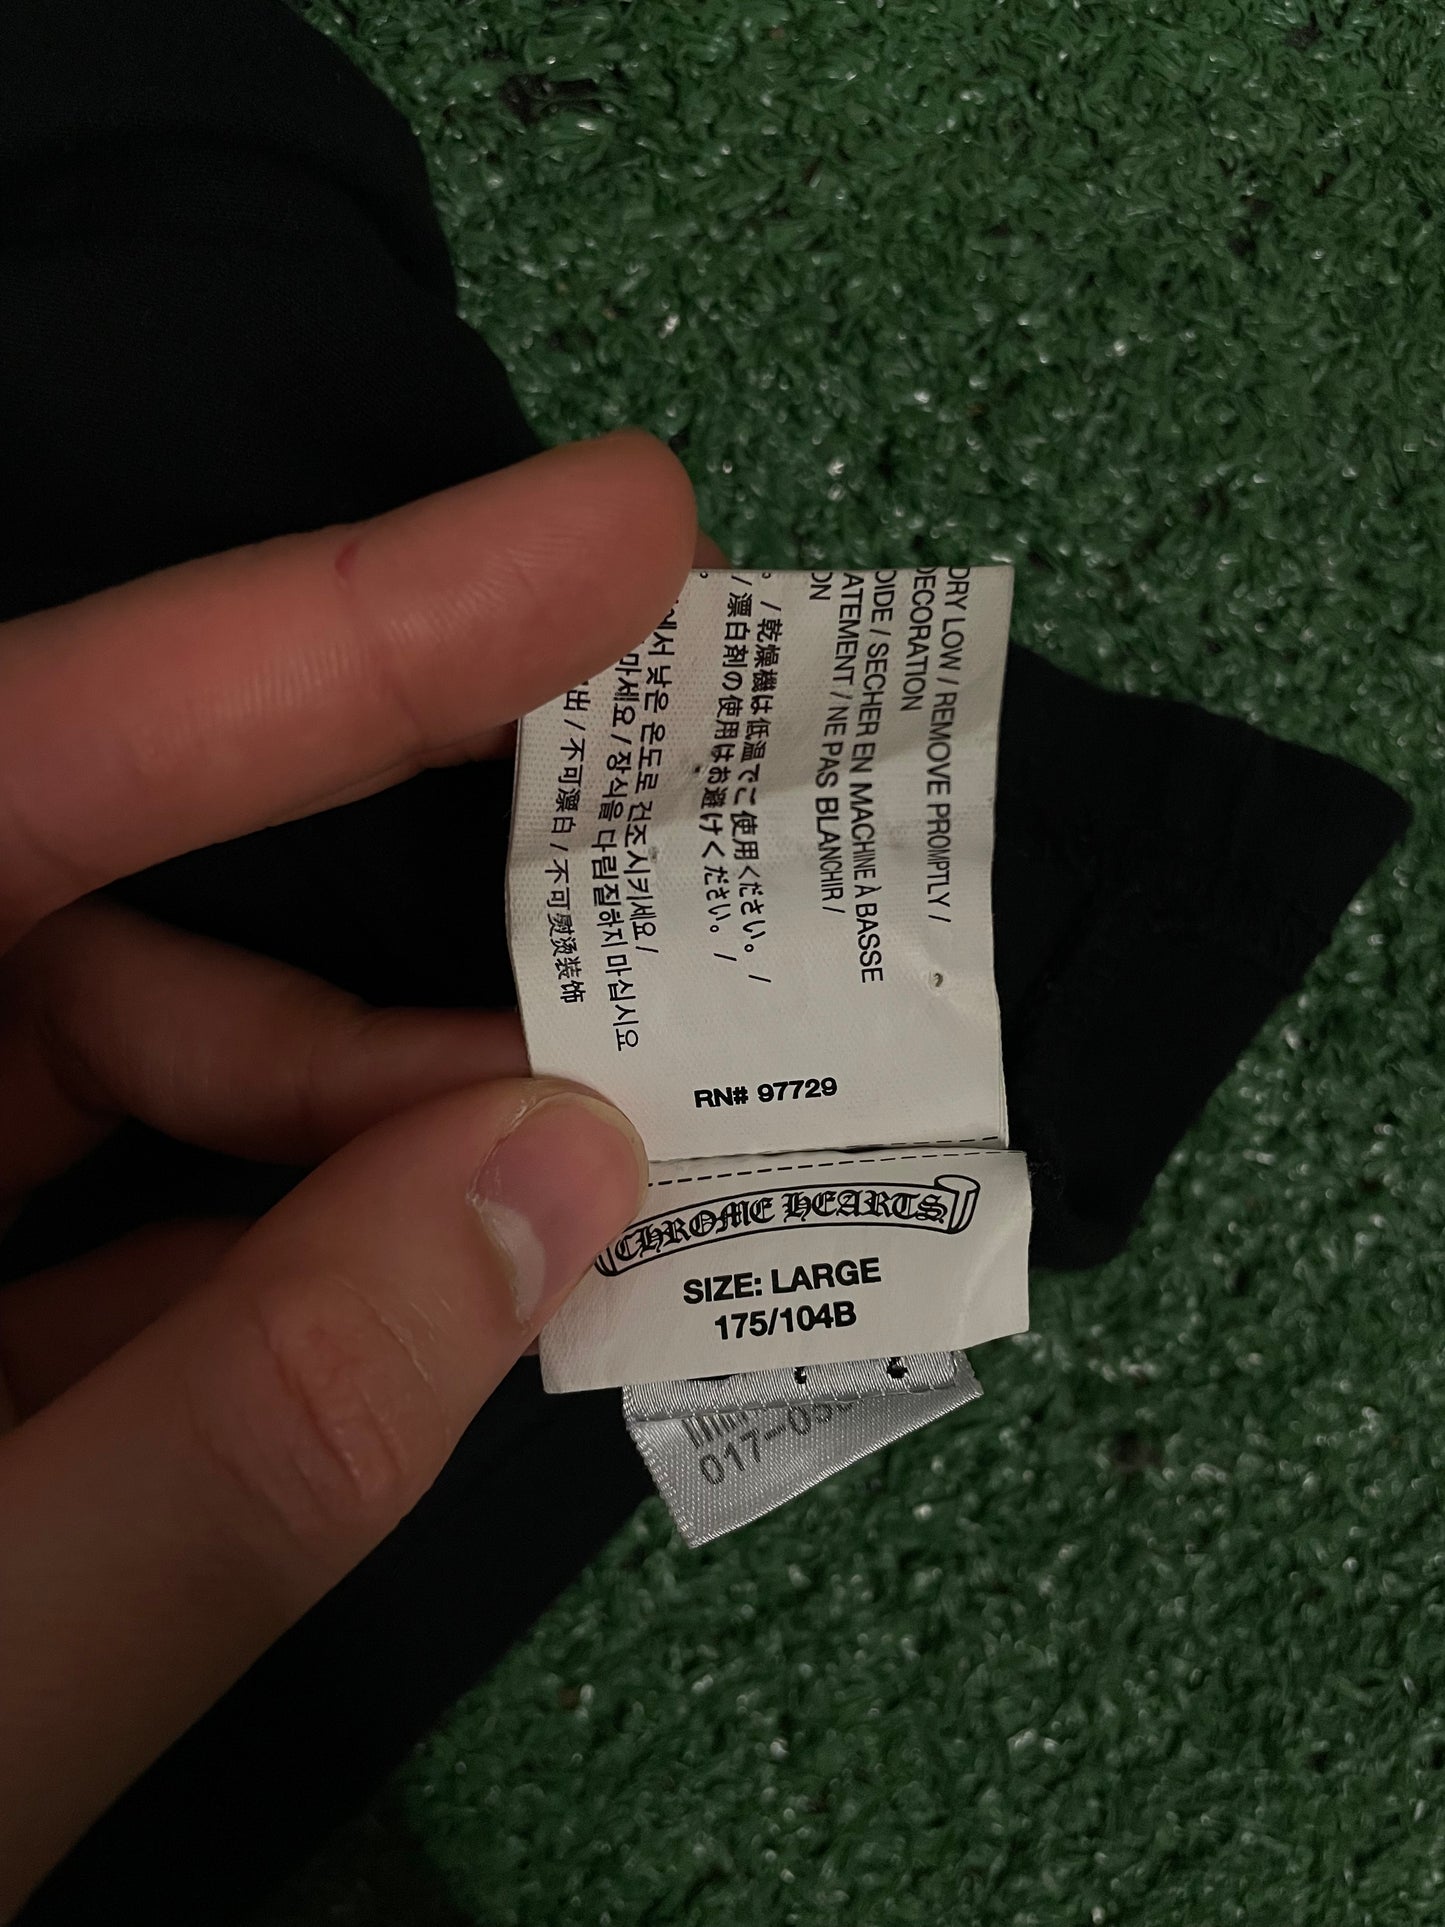 DRY LOW / REMOVE PROMPTLY /
DECORATION
OIDE / SECHER EN MACHINE À BASSE
ATEMENT / NE PAS BLANCHIR /
ON
。 / 乾燥機は低温でご使用ください。 /
/ 漂白剤の使用はお避けください。 /
。
에서 낮은 온도로 건조시키세요 /
마세요 / 장식을 다림질하지 마십시요
出 / 不可漂白 / 不可熨烫装饰
RN# 97729
CHROME HEARTS
SIZE: LARGE
175/104B
017-05